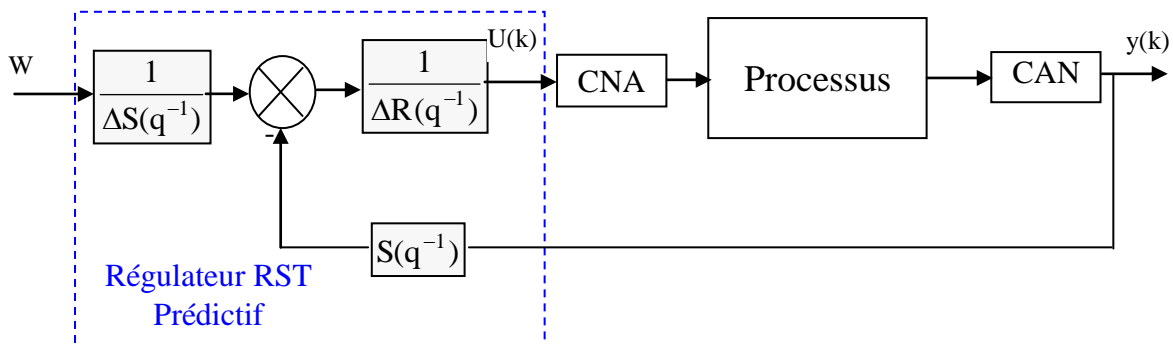 W
1
ΔS(q⁻¹)
-
1
ΔR(q⁻¹)
U(k)
CNA
Processus
CAN
y(k)
S(q⁻¹)
Régulateur RST
Prédictif